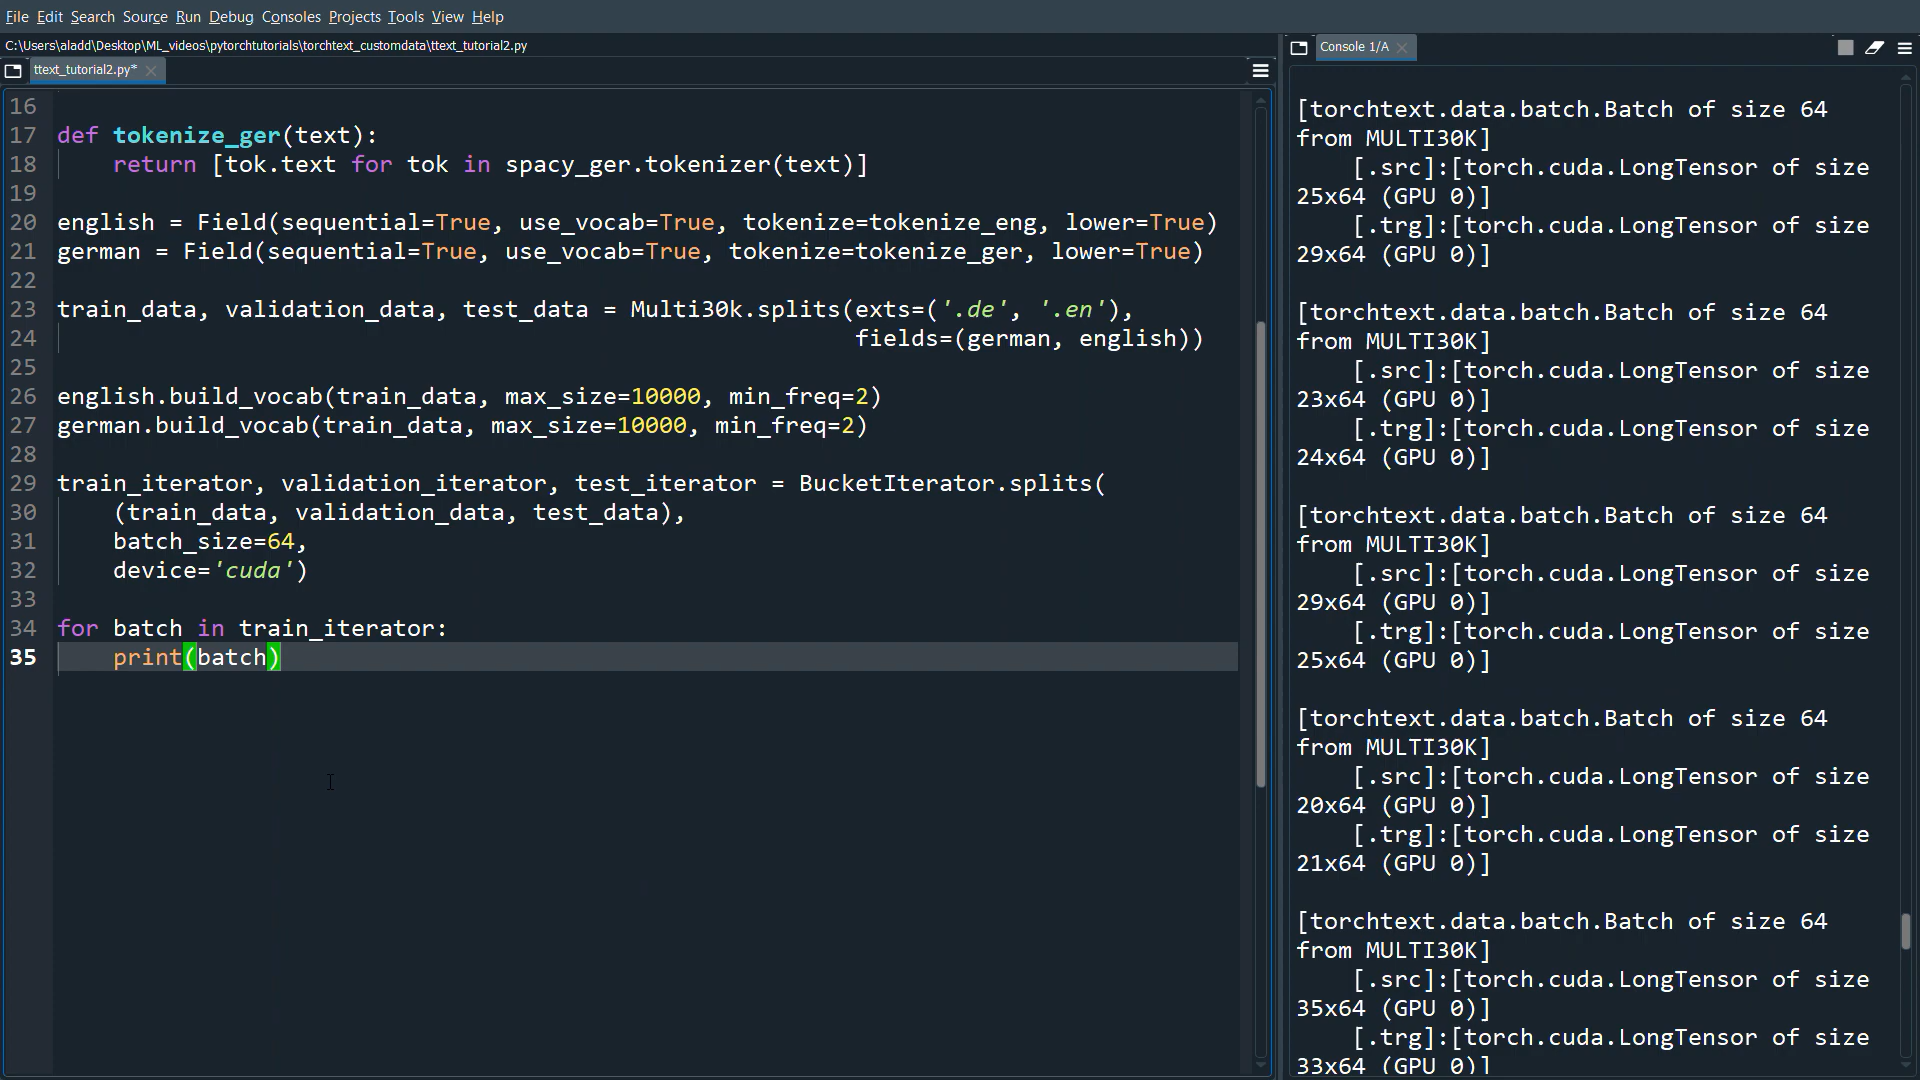 File Edit Search Source Run Debug Consoles Projects Tools View Help
C:\Users\aladd\Desktop\ML_videos\pytorchtutorials\torchtext_customdata\ttext_tutorial2.py
ttext_tutorial2.py*
16
17 def tokenize_ger(text):
18     return [tok.text for tok in spacy_ger.tokenizer(text)]
19
20 english = Field(sequential=True, use_vocab=True, tokenize=tokenize_eng, lower=True)
21 german = Field(sequential=True, use_vocab=True, tokenize=tokenize_ger, lower=True)
22
23 train_data, validation_data, test_data = Multi30k.splits(exts=('.de', '.en'),
24                                                          fields=(german, english))
25
26 english.build_vocab(train_data, max_size=10000, min_freq=2)
27 german.build_vocab(train_data, max_size=10000, min_freq=2)
28
29 train_iterator, validation_iterator, test_iterator = BucketIterator.splits(
30     (train_data, validation_data, test_data),
31     batch_size=64,
32     device='cuda')
33
34 for batch in train_iterator:
35     print(batch)
Console 1/A
[torchtext.data.batch.Batch of size 64
from MULTI30K]
    [.src]:[torch.cuda.LongTensor of size
25x64 (GPU 0)]
    [.trg]:[torch.cuda.LongTensor of size
29x64 (GPU 0)]
[torchtext.data.batch.Batch of size 64
from MULTI30K]
    [.src]:[torch.cuda.LongTensor of size
23x64 (GPU 0)]
    [.trg]:[torch.cuda.LongTensor of size
24x64 (GPU 0)]
[torchtext.data.batch.Batch of size 64
from MULTI30K]
    [.src]:[torch.cuda.LongTensor of size
29x64 (GPU 0)]
    [.trg]:[torch.cuda.LongTensor of size
25x64 (GPU 0)]
[torchtext.data.batch.Batch of size 64
from MULTI30K]
    [.src]:[torch.cuda.LongTensor of size
20x64 (GPU 0)]
    [.trg]:[torch.cuda.LongTensor of size
21x64 (GPU 0)]
[torchtext.data.batch.Batch of size 64
from MULTI30K]
    [.src]:[torch.cuda.LongTensor of size
35x64 (GPU 0)]
    [.trg]:[torch.cuda.LongTensor of size
33x64 (GPU 0)]